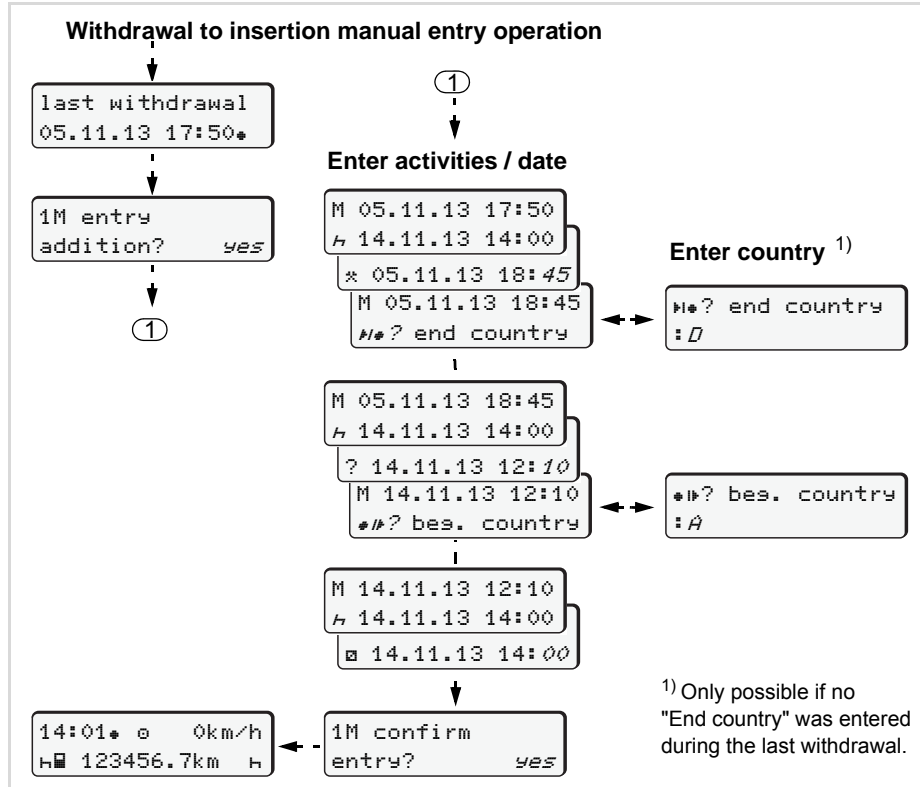 Withdrawal to insertion manual entry operation
last withdrawal
05.11.13 17:50
1M entry
addition? yes
1
1
Enter activities / date
M 05.11.13 17:50
14.11.13 14:00
05.11.13 18:45
M 05.11.13 18:45
? end country
Enter country 1)
? end country
:D
M 05.11.13 18:45
14.11.13 14:00
? 14.11.13 12:10
M 14.11.13 12:10
? beg. country
? beg. country
:A
M 14.11.13 12:10
14.11.13 14:00
14.11.13 14:00
1M confirm
entry? yes
14:01 0km/h
123456.7km
1) Only possible if no
"End country" was entered
during the last withdrawal.